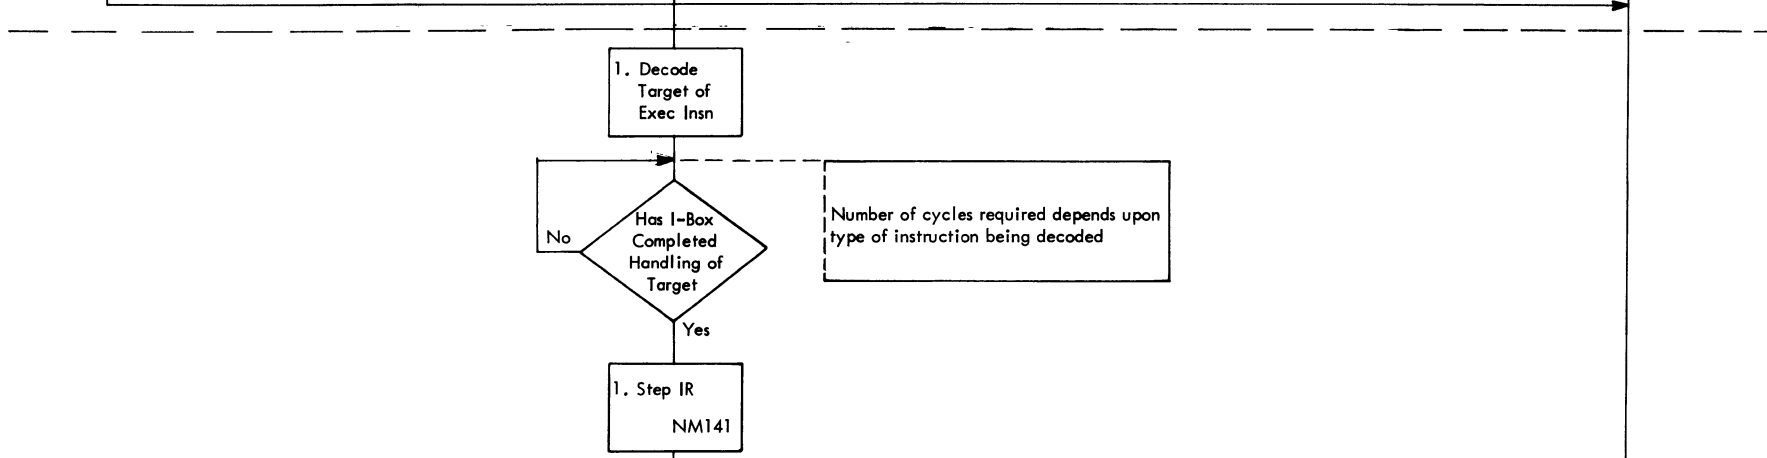 1. Decode
Target of
Exec Insn
Has I-Box
Completed
Handling of
Target
No
Number of cycles required depends upon
type of instruction being decoded
Yes
1. Step IR
NM141